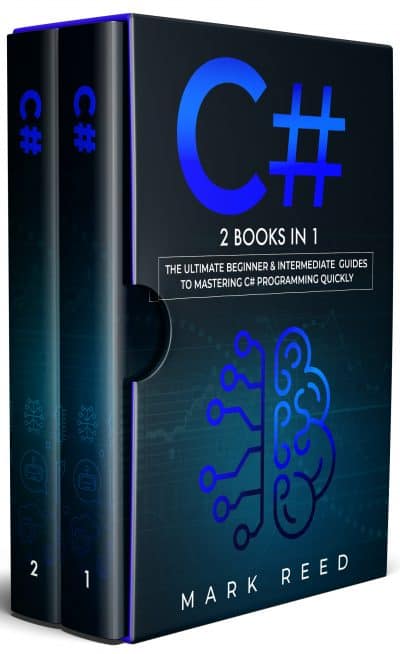 C#
2 BOOKS IN 1
THE ULTIMATE BEGINNER & INTERMEDIATE GUIDES
TO MASTERING C# PROGRAMMING QUICKLY
MARK REED
C#
2
C#
1